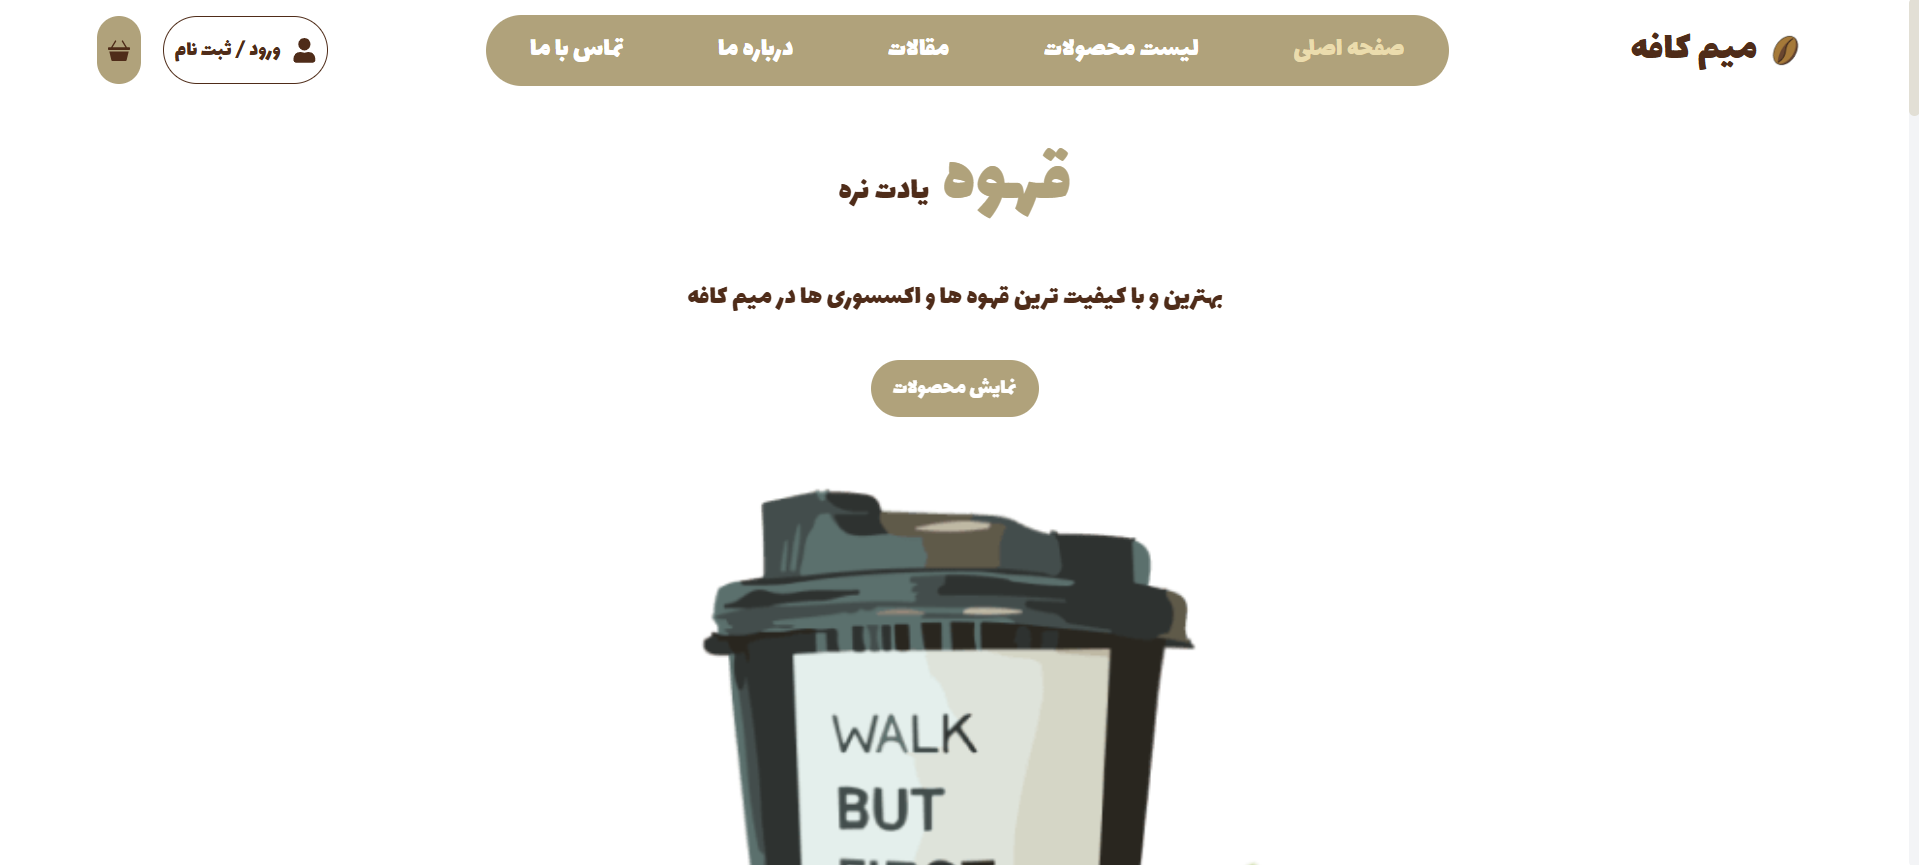 میم کافه
صفحه اصلی
لیست محصولات
مقالات
درباره ما
تماس با ما
ورود / ثبت نام
قهوه یادت نره
بهترین و با کیفیت ترین قهوه ها و اکسسوری ها در میم کافه
نمایش محصولات
WALK
BUT